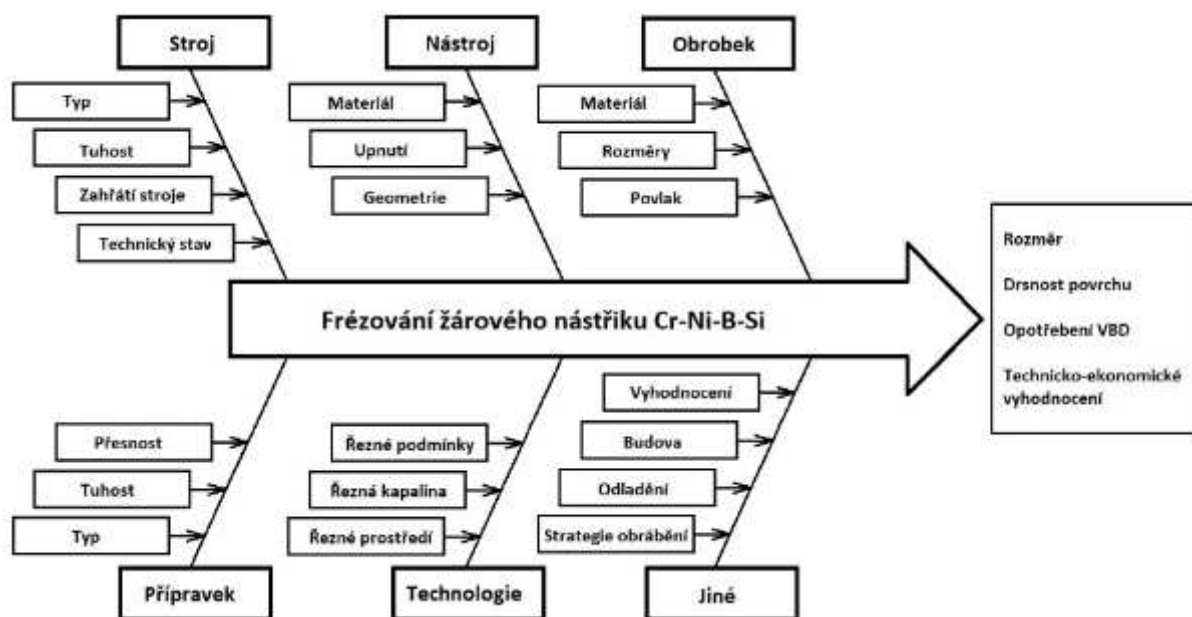 Stroj
Nástroj
Obrobek
Typ
Tuhost
Zahřátí stroje
Technický stav
Materiál
Upnutí
Geometrie
Materiál
Rozměry
Povlak
Frézování žárového nástřiku Cr-Ni-B-Si
Rozměr
Drsnost povrchu
Opotřebení VBD
Technicko-ekonomické
vyhodnocení
Přesnost
Tuhost
Typ
Řezné podmínky
Řezná kapalina
Řezné prostředí
Vyhodnocení
Budova
Odladění
Strategie obrábění
Přípravek
Technologie
Jiné